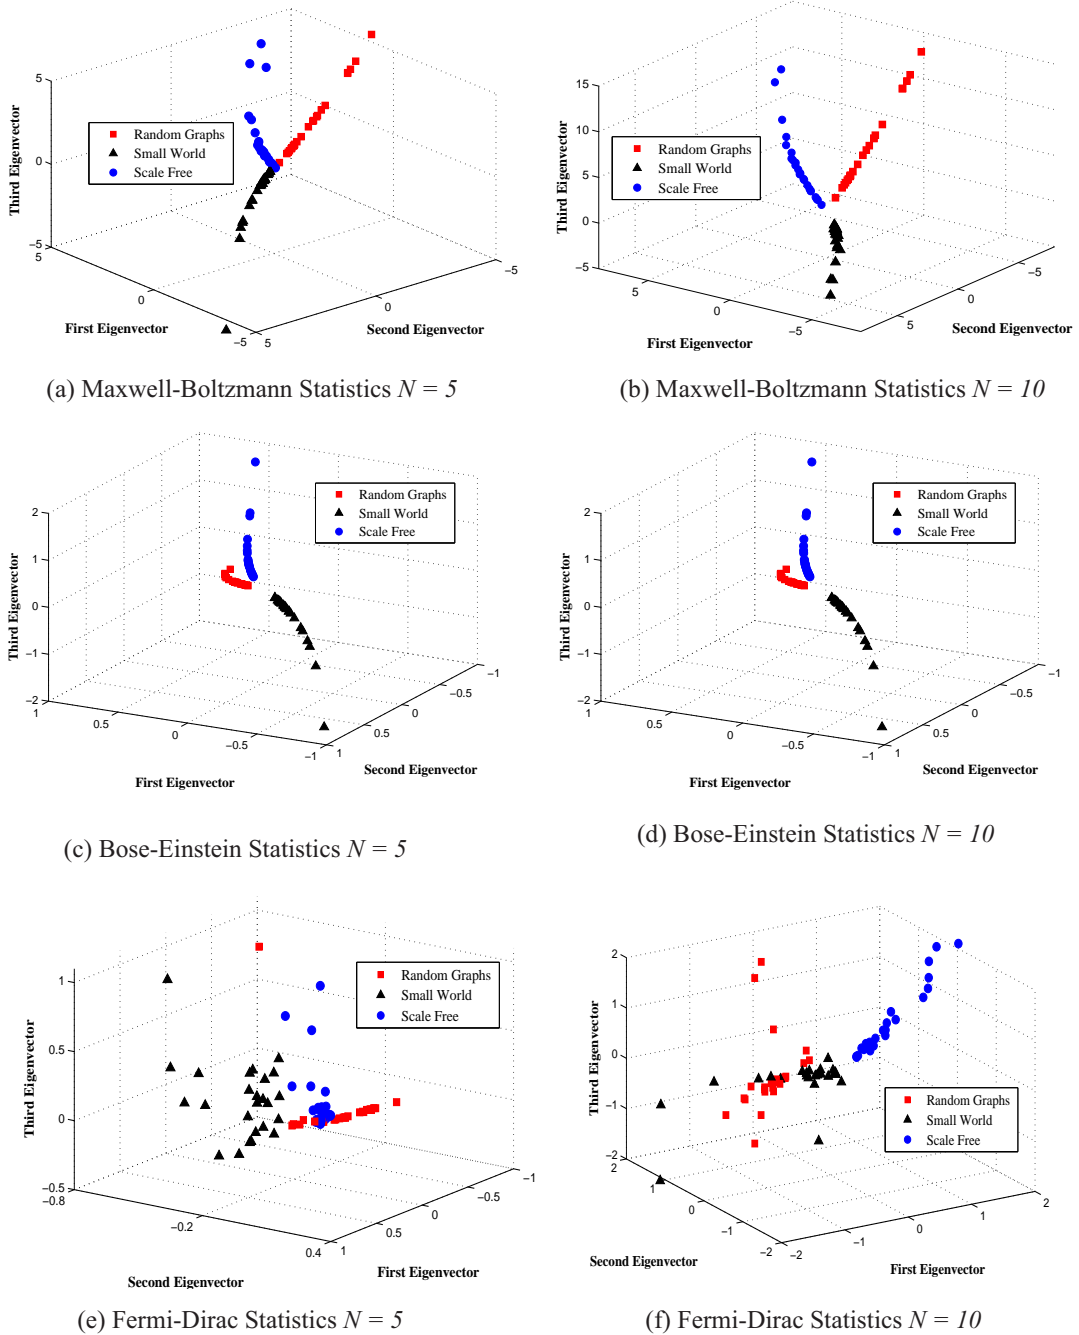 5
0
−5
5
0
−5
5
0
−5
Third Eigenvector
First Eigenvector
Second Eigenvector
Random Graphs
Small World
Scale Free
(a) Maxwell-Boltzmann Statistics N = 5
15
10
5
0
−5
5
0
−5
5
0
−5
Third Eigenvector
First Eigenvector
Second Eigenvector
Random Graphs
Small World
Scale Free
(b) Maxwell-Boltzmann Statistics N = 10
2
1
0
−1
−2
1
0.5
0
−0.5
−1
1
0.5
0
−0.5
−1
Third Eigenvector
First Eigenvector
Second Eigenvector
Random Graphs
Small World
Scale Free
(c) Bose-Einstein Statistics N = 5
2
1
0
−1
−2
1
0.5
0
−0.5
−1
1
0.5
0
−0.5
−1
Third Eigenvector
First Eigenvector
Second Eigenvector
Random Graphs
Small World
Scale Free
(d) Bose-Einstein Statistics N = 10
1
0.5
0
−0.5
−0.8
−0.2
0.4
1
0.5
0
−0.5
−1
Third Eigenvector
Second Eigenvector
First Eigenvector
Random Graphs
Small World
Scale Free
(e) Fermi-Dirac Statistics N = 5
2
1
0
−1
−2
2
1
0
−1
−2
−2
−1
0
1
2
Third Eigenvector
Second Eigenvector
First Eigenvector
Random Graphs
Small World
Scale Free
(f) Fermi-Dirac Statistics N = 10